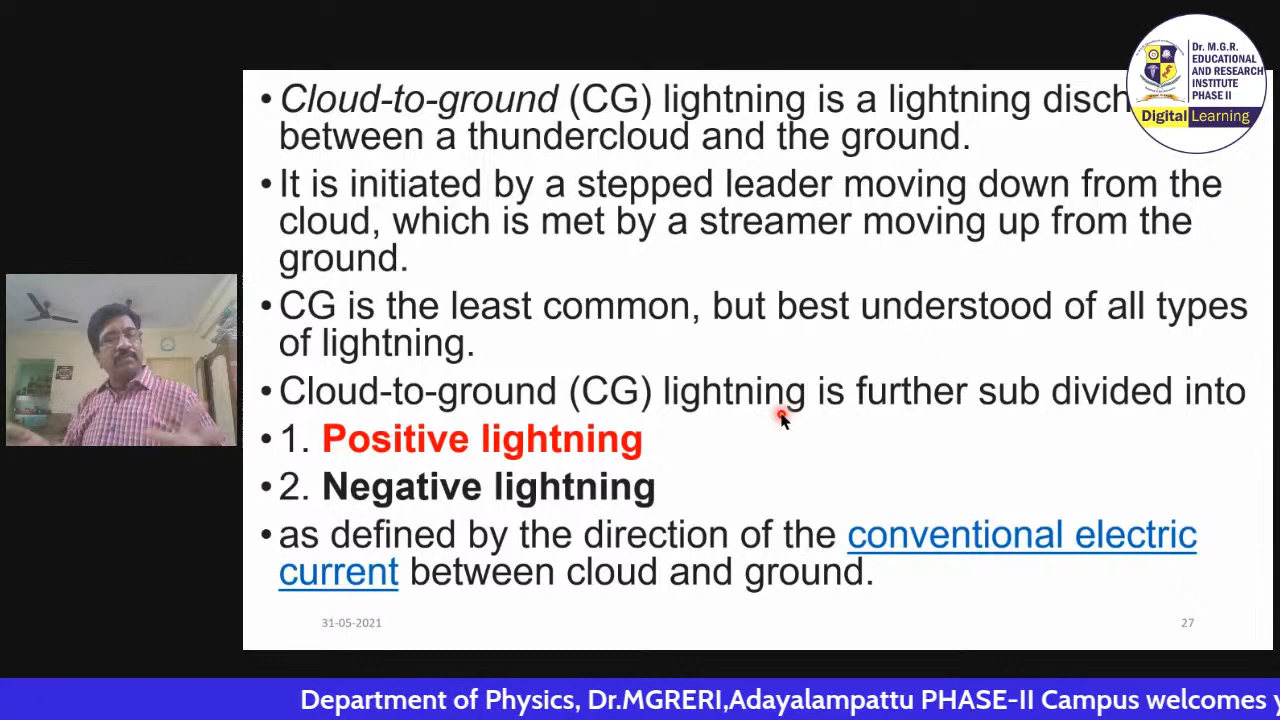 • Cloud-to-ground (CG) lightning is a lightning disch
between a thundercloud and the ground.
• It is initiated by a stepped leader moving down from the
cloud, which is met by a streamer moving up from the
ground.
• CG is the least common, but best understood of all types
of lightning.
• Cloud-to-ground (CG) lightning is further sub divided into
• 1. Positive lightning
• 2. Negative lightning
• as defined by the direction of the conventional electric
current between cloud and ground.
31-05-2021
27
Dr. M.G.R.
EDUCATIONAL
AND RESEARCH
INSTITUTE
PHASE II
Digital Learning
Department of Physics, Dr.MGRERI,Adayalampattu PHASE-II Campus welcomes y